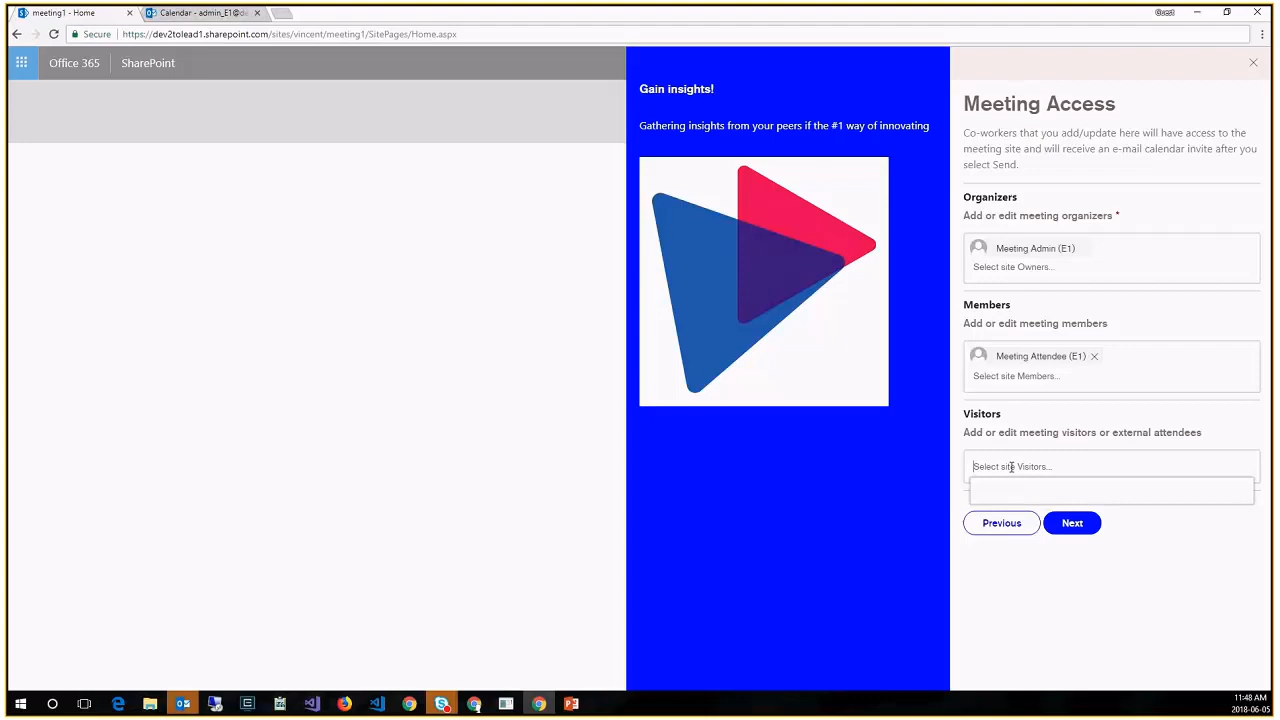 meeting1 - Home
Calendar - admin_E1@de
Guest
Secure
https://dev2tolead1.sharepoint.com/sites/vincent/meeting1/SitePages/Home.aspx
Office 365
SharePoint
Gain insights!
Gathering insights from your peers if the #1 way of innovating
Meeting Access
Co-workers that you add/update here will have access to the
meeting site and will receive an e-mail calendar invite after you
select Send.
Organizers
Add or edit meeting organizers *
Meeting Admin (E1)
Select site Owners...
Members
Add or edit meeting members
Meeting Attendee (E1)
Select site Members...
Visitors
Add or edit meeting visitors or external attendees
Select site Visitors...
Previous
Next
11:48 AM
2018-06-05